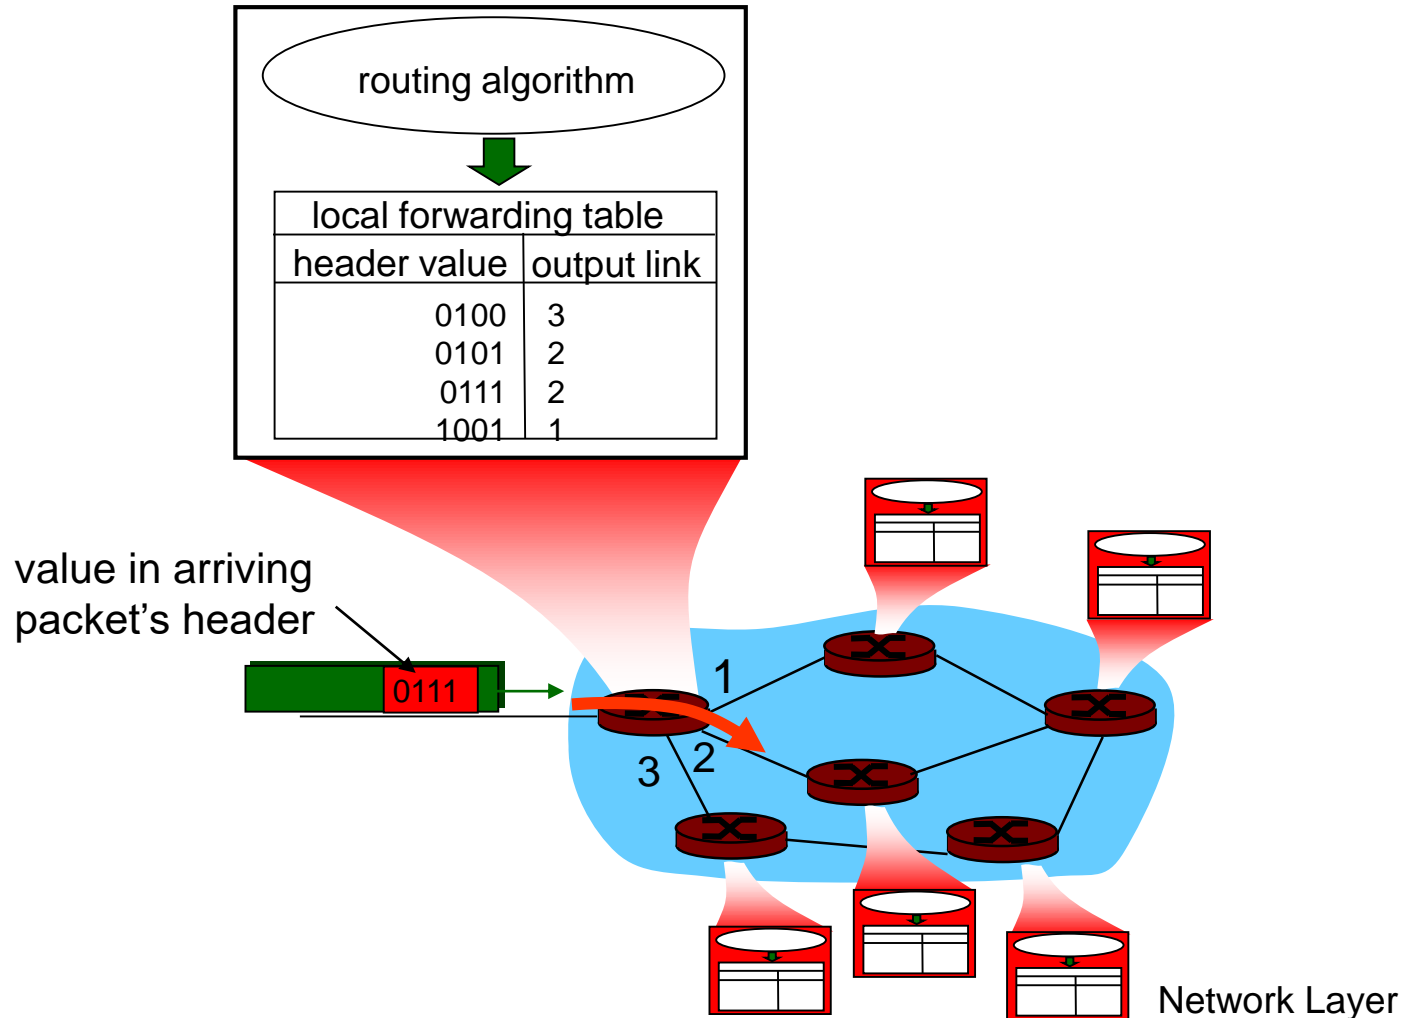 routing algorithm
local forwarding table
header value output link
0100 3
0101 2
0111 2
1001 1
value in arriving
packet’s header
0111
1
2
3
Network Layer